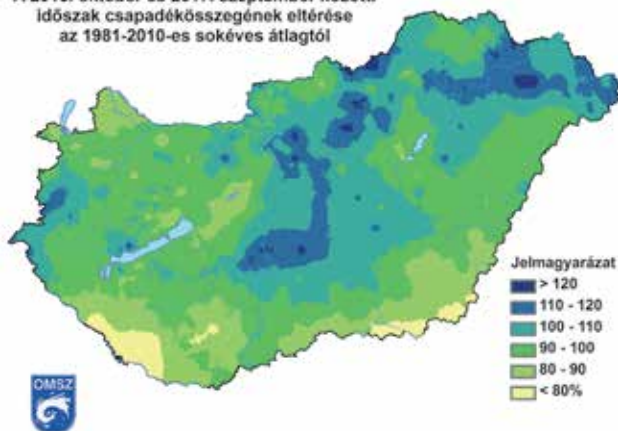 időszak csapadékösszegének eltérése
az 1981-2010-es sokéves átlagtól
Jelmagyarázat
> 120
110 - 120
100 - 110
90 - 100
80 - 90
< 80%
OMSZ